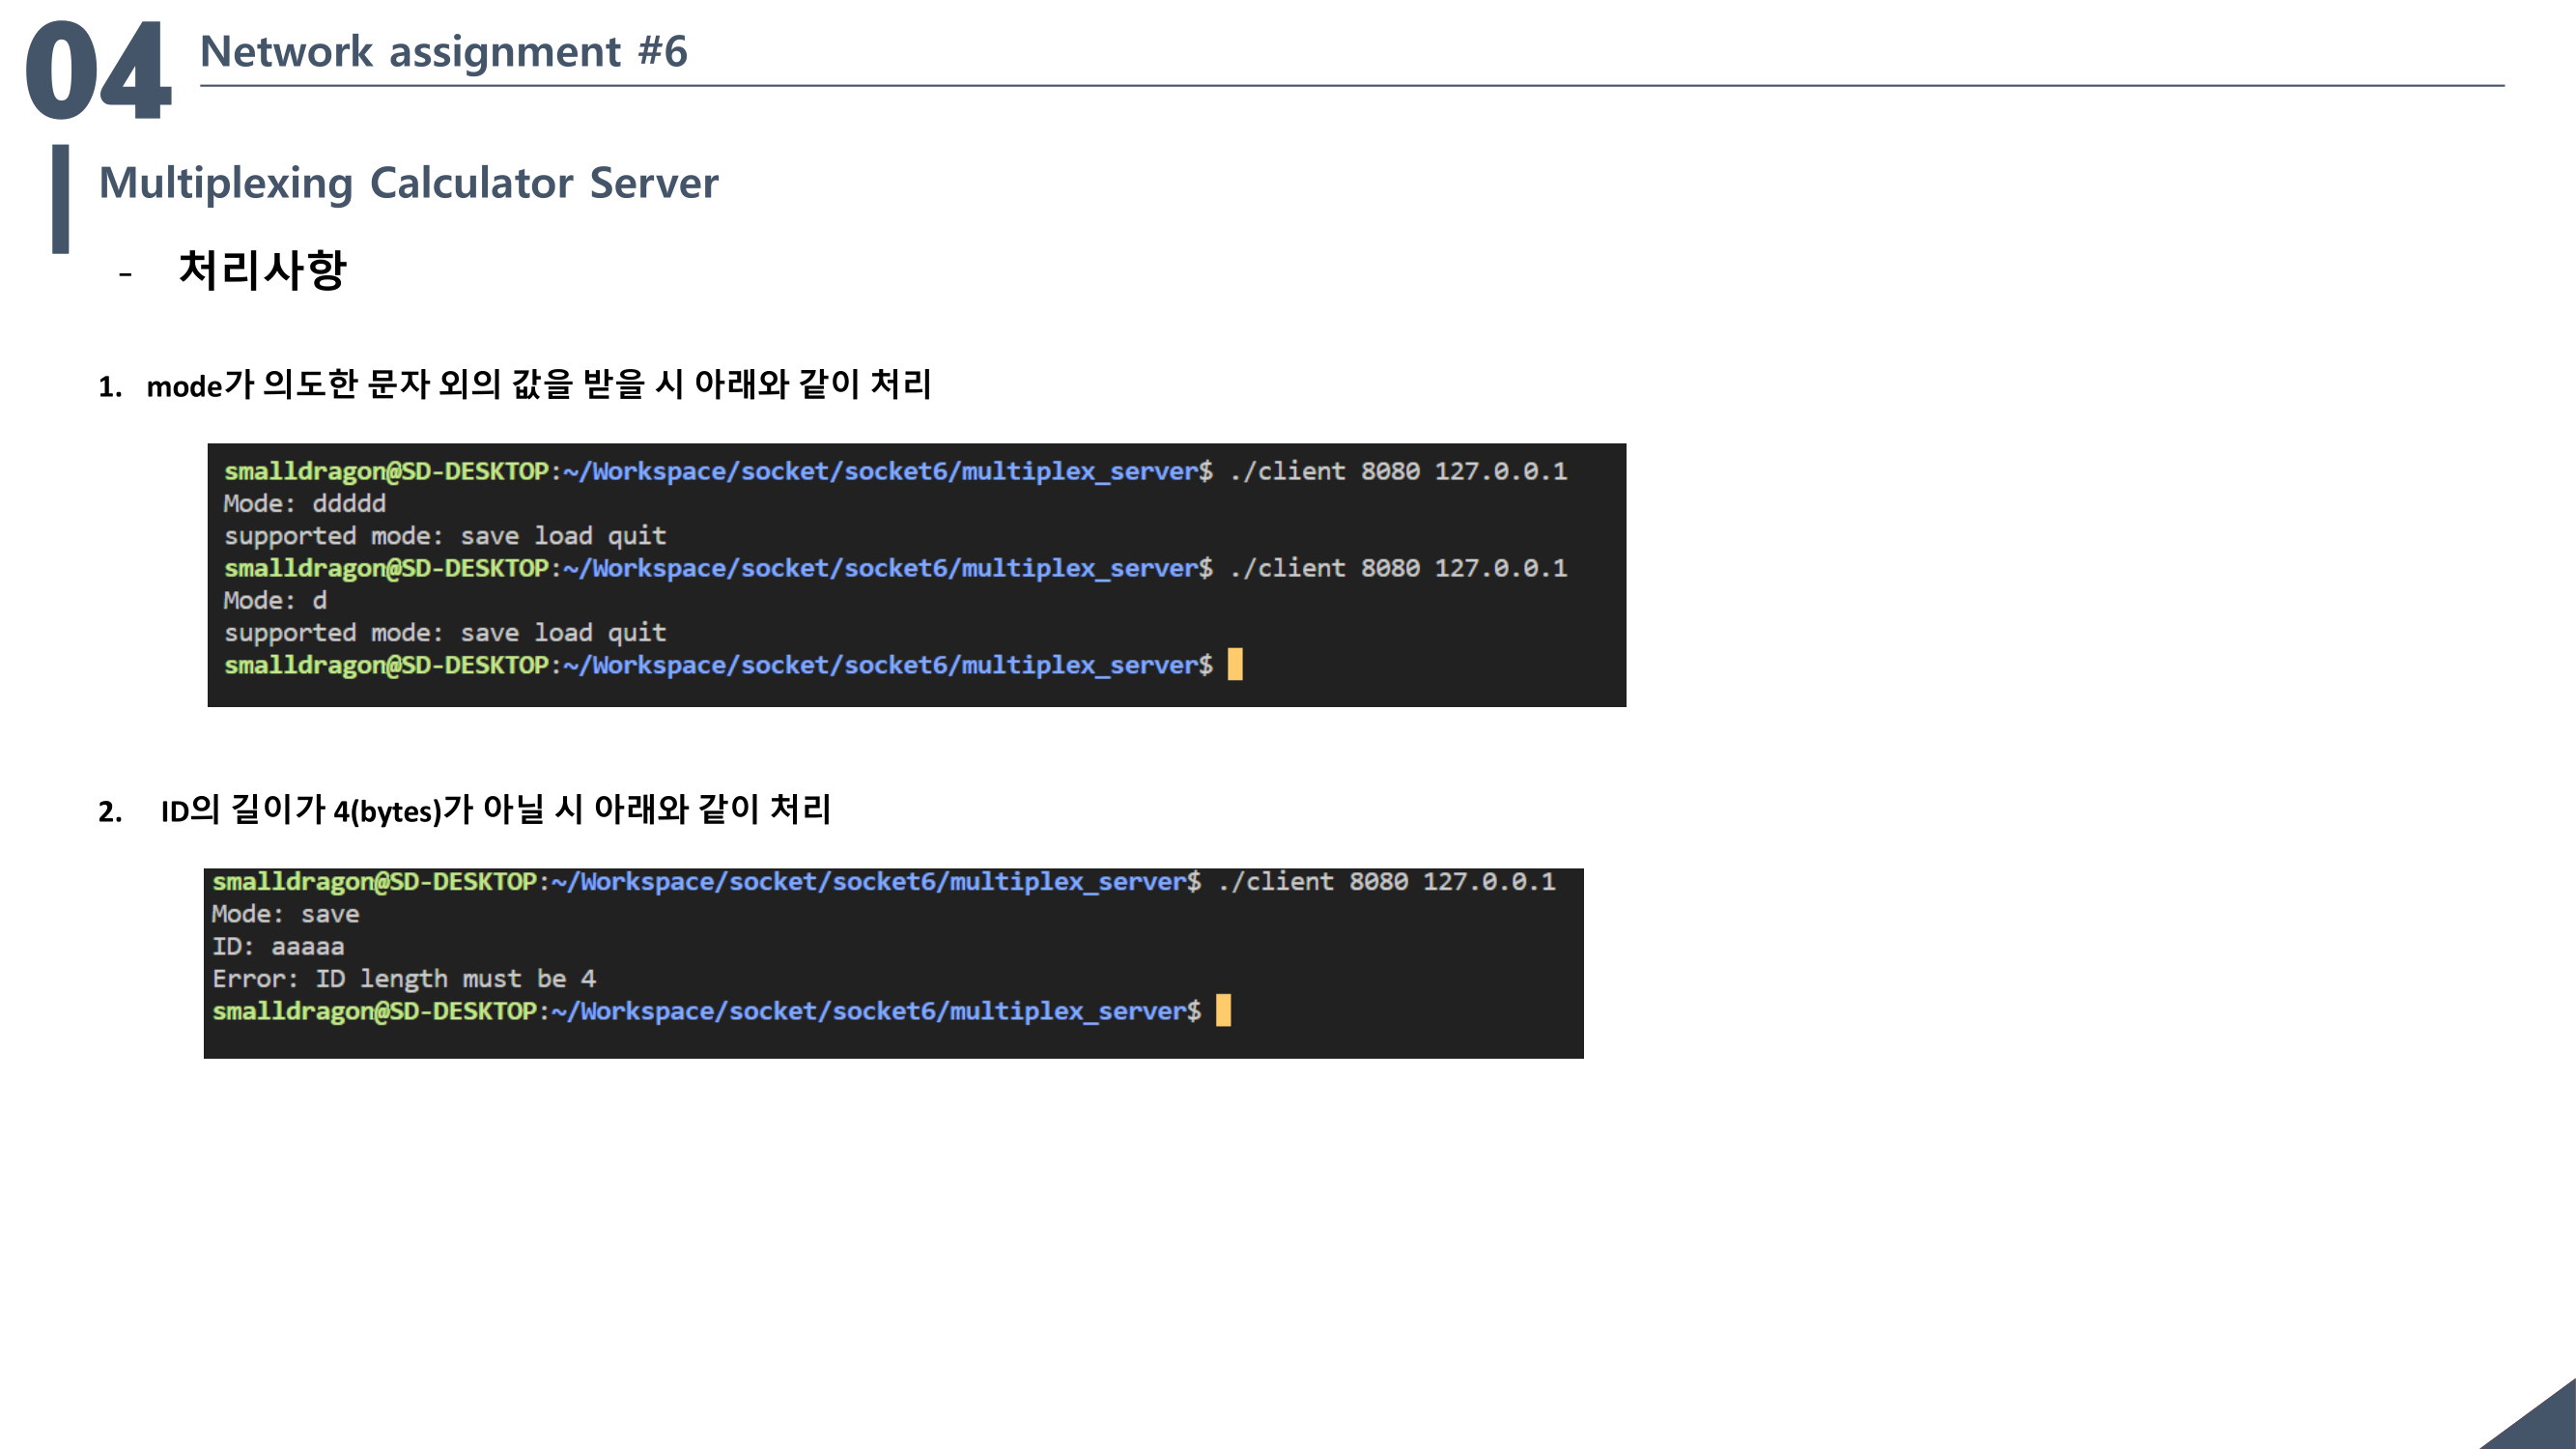 04
Network assignment #6
Multiplexing Calculator Server
- 처리사항
1. mode가 의도한 문자 외의 값을 받을 시 아래와 같이 처리
smalldragon@SD-DESKTOP:~/Workspace/socket/socket6/multiplex_server$ ./client 8080 127.0.0.1
Mode: ddddd
supported mode: save load quit
smalldragon@SD-DESKTOP:~/Workspace/socket/socket6/multiplex_server$ ./client 8080 127.0.0.1
Mode: d
supported mode: save load quit
smalldragon@SD-DESKTOP:~/Workspace/socket/socket6/multiplex_server$
2. ID의 길이가 4(bytes)가 아닐 시 아래와 같이 처리
smalldragon@SD-DESKTOP:~/Workspace/socket/socket6/multiplex_server$ ./client 8080 127.0.0.1
Mode: save
ID: aaaaa
Error: ID length must be 4
smalldragon@SD-DESKTOP:~/Workspace/socket/socket6/multiplex_server$